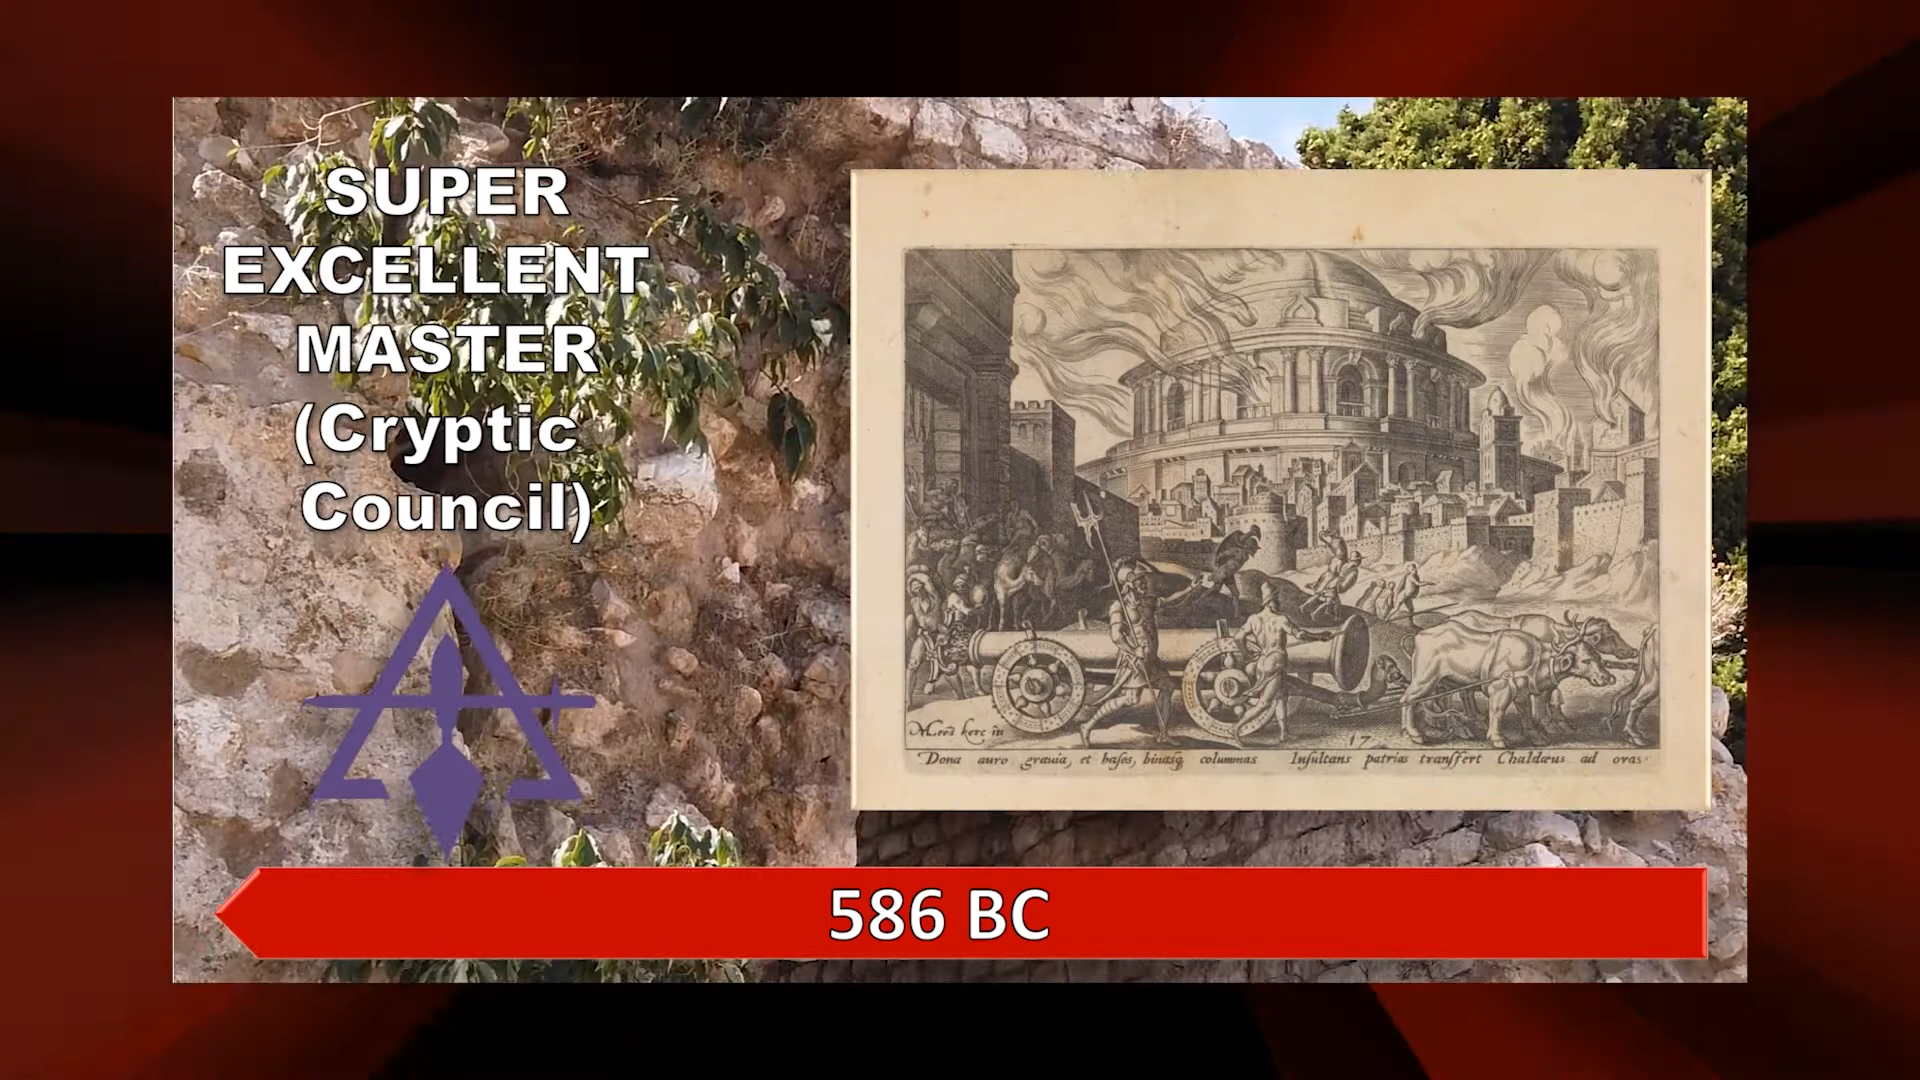 SUPER
EXCELLENT
MASTER
(Cryptic
Council)
17
Dona auro grauia, et bases, binasq columnas Insultans patrias transfert Chaldæus ad oras.
586 BC